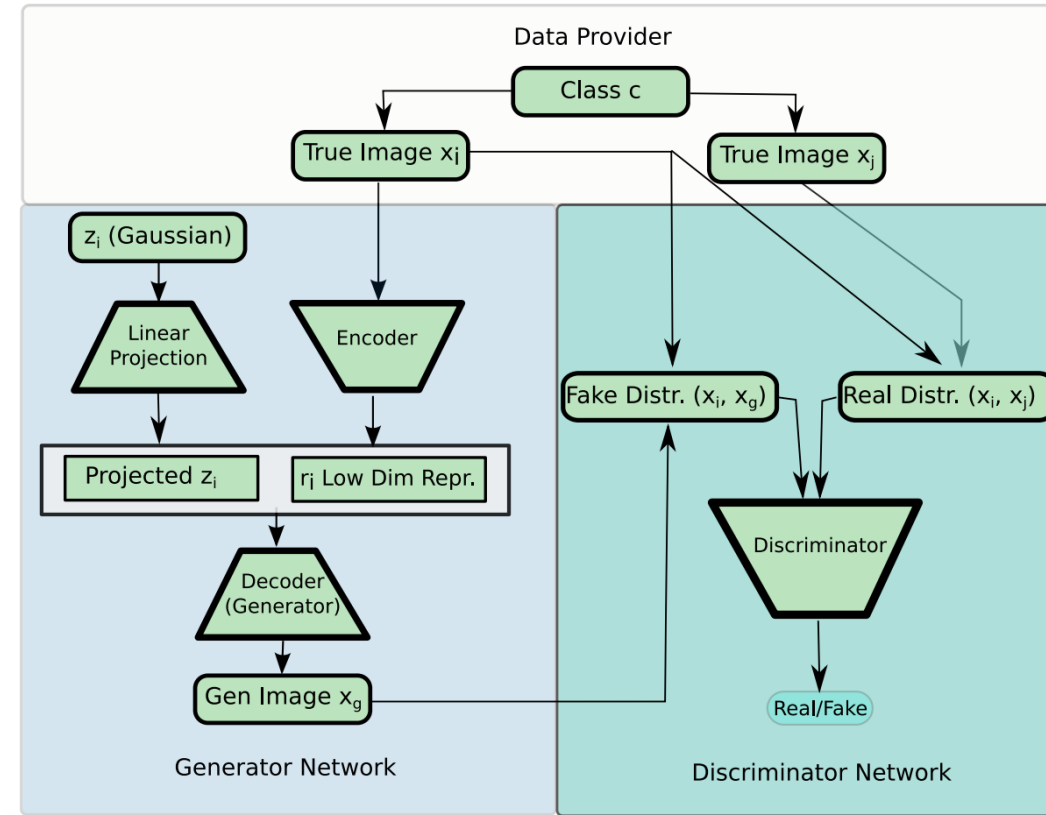 Data Provider
Class c
True Image xᵢ
True Image xⱼ
zᵢ (Gaussian)
Linear
Projection
Encoder
Fake Distr. (xᵢ, x_g)
Real Distr. (xᵢ, xⱼ)
Projected zᵢ
rᵢ Low Dim Repr.
Discriminator
Decoder
(Generator)
Gen Image x_g
Real/Fake
Generator Network
Discriminator Network